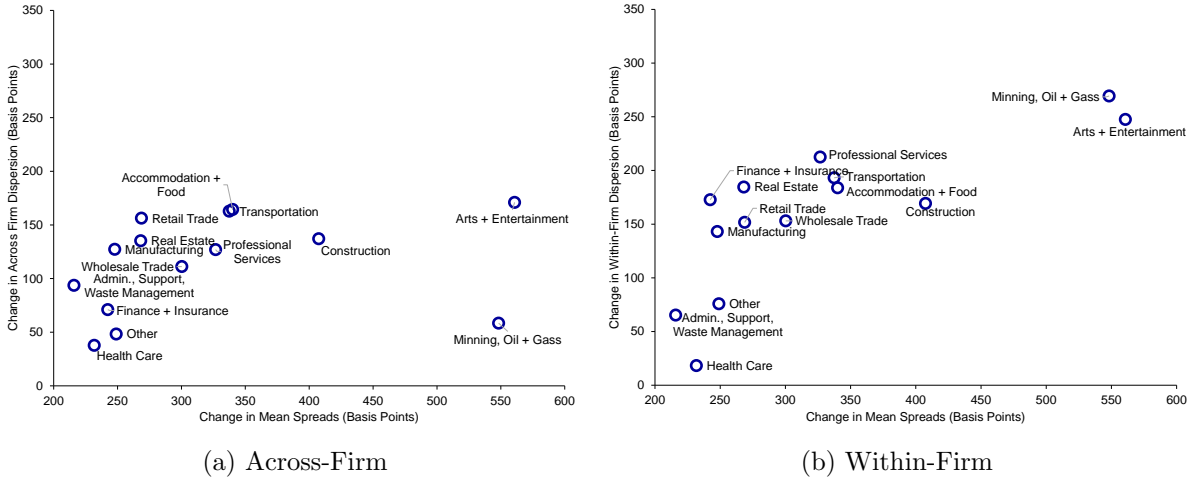 350
300
250
200
150
100
50
0
Change in Across Firm Dispersion (Basis Points)
Accommodation +
Food
Transportation
Retail Trade
Arts + Entertainment
Real Estate
Professional
Services
Manufacturing
Construction
Wholesale Trade
Admin., Support,
Waste Management
Finance + Insurance
Other
Minning, Oil + Gass
Health Care
200 250 300 350 400 450 500 550 600
Change in Mean Spreads (Basis Points)
(a) Across-Firm
350
300
250
200
150
100
50
0
Change in Within-Firm Dispersion (Basis Points)
Minning, Oil + Gass
Arts + Entertainment
Professional Services
Finance + Insurance
Transportation
Real Estate
Accommodation + Food
Retail Trade
Construction
Wholesale Trade
Manufacturing
Other
Admin., Support,
Waste Management
Health Care
200 250 300 350 400 450 500 550 600
Change in Mean Spreads (Basis Points)
(b) Within-Firm